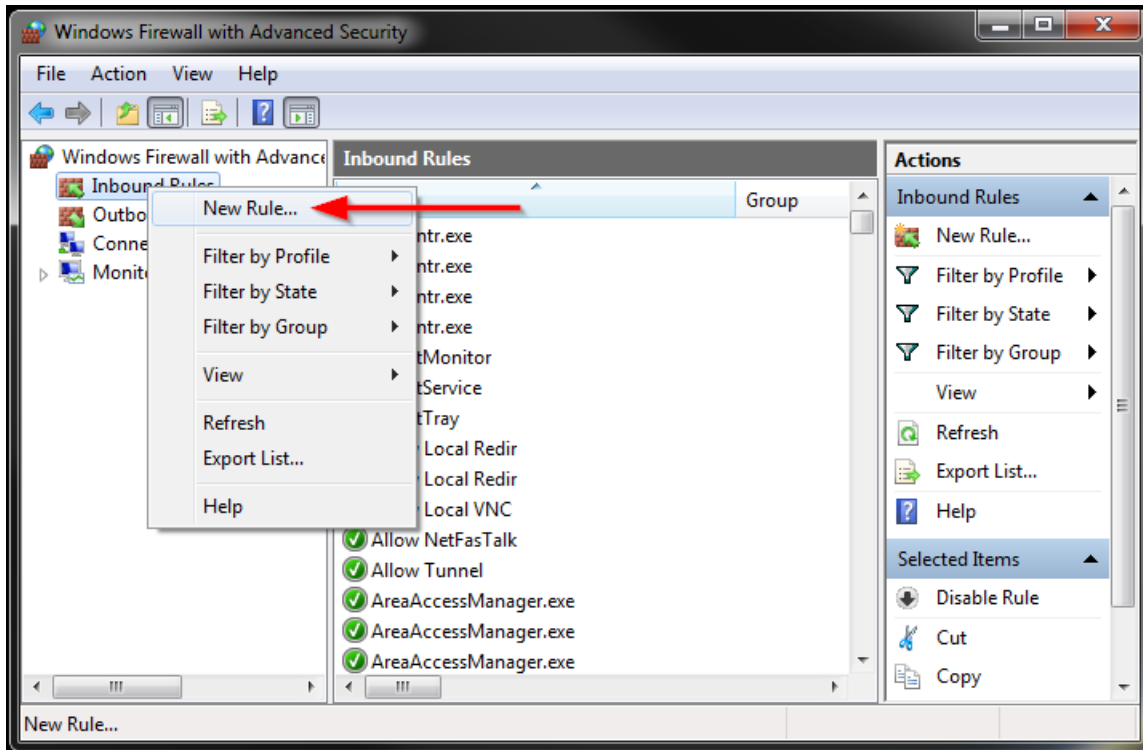 Windows Firewall with Advanced Security
File Action View Help
Windows Firewall with Advance
Inbound Rules
Outbo
Conne
Monito
New Rule...
Filter by Profile
Filter by State
Filter by Group
View
Refresh
Export List...
Help
Inbound Rules
Group
ntr.exe
ntr.exe
ntr.exe
ntr.exe
tMonitor
tService
tTray
Local Redir
Local Redir
Local VNC
Allow NetFasTalk
Allow Tunnel
AreaAccessManager.exe
AreaAccessManager.exe
AreaAccessManager.exe
Actions
Inbound Rules
New Rule...
Filter by Profile
Filter by State
Filter by Group
View
Refresh
Export List...
Help
Selected Items
Disable Rule
Cut
Copy
New Rule...